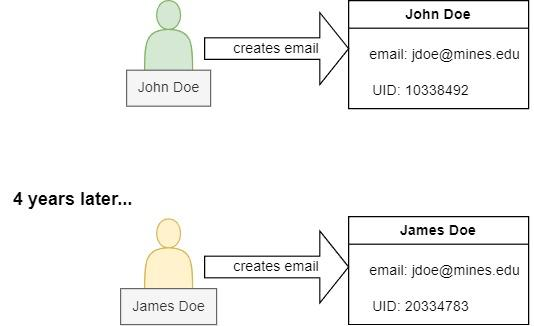 John Doe
creates email
John Doe
email: jdoe@mines.edu
UID: 10338492
4 years later...
James Doe
creates email
James Doe
email: jdoe@mines.edu
UID: 20334783